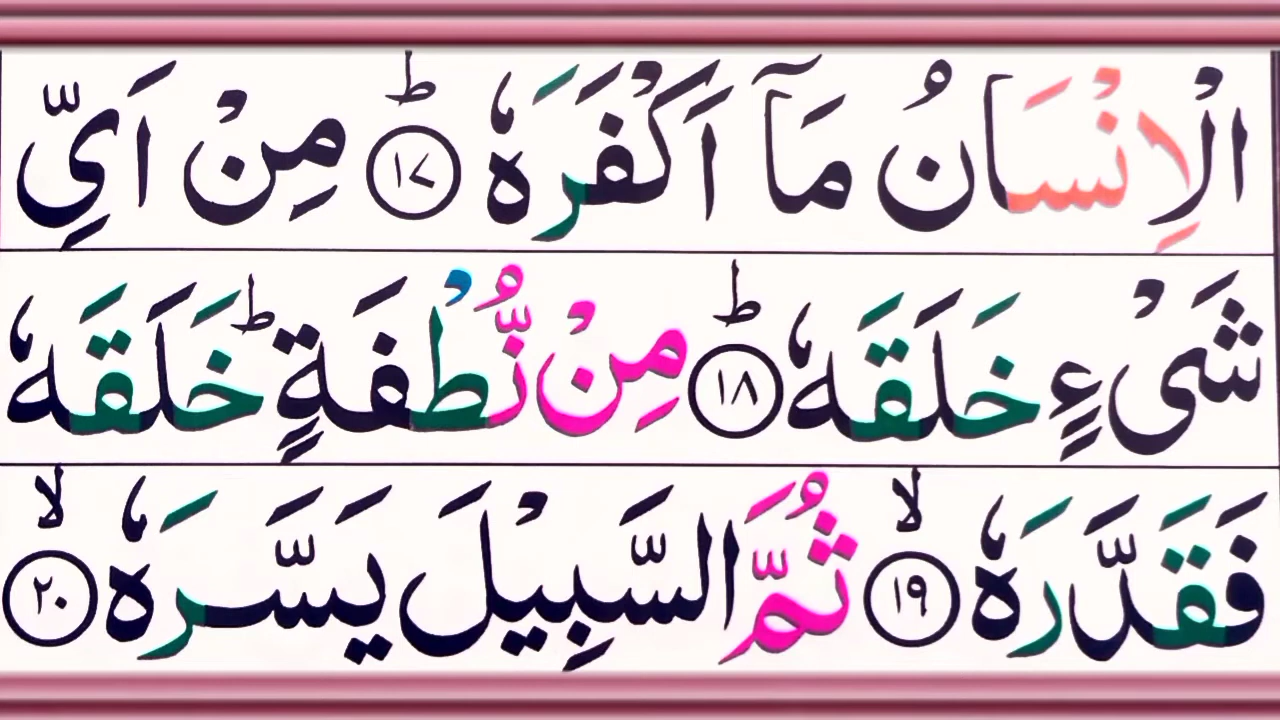 الْاِنْسَانُ مَاۤ اَكْفَرَهٗ ؕ ﴿۱۷﴾ مِنْ اَیِّ
شَیْءٍ خَلَقَهٗ ؕ ﴿۱۸﴾ مِنْ نُّطْفَةٍ ؕ خَلَقَهٗ
فَقَدَّرَهٗ ۙ ﴿۱۹﴾ ثُمَّ السَّبِیْلَ یَسَّرَهٗ ۙ ﴿۲۰﴾